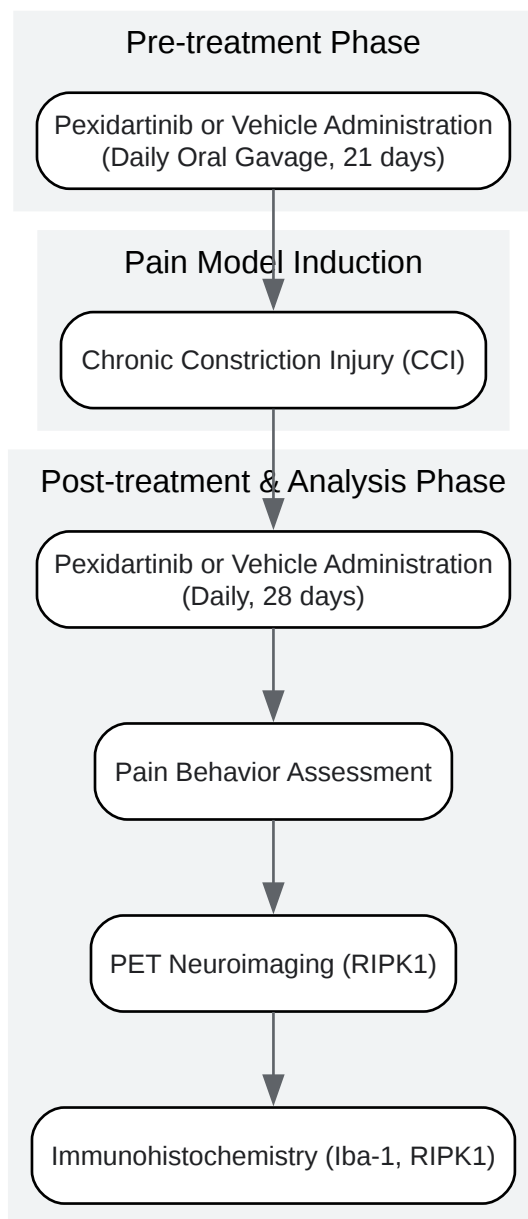 Pre-treatment Phase
Pexidartinib or Vehicle Administration
(Daily Oral Gavage, 21 days)
Pain Model Induction
Chronic Constriction Injury (CCI)
Post-treatment & Analysis Phase
Pexidartinib or Vehicle Administration
(Daily, 28 days)
Pain Behavior Assessment
PET Neuroimaging (RIPK1)
Immunohistochemistry (Iba-1, RIPK1)